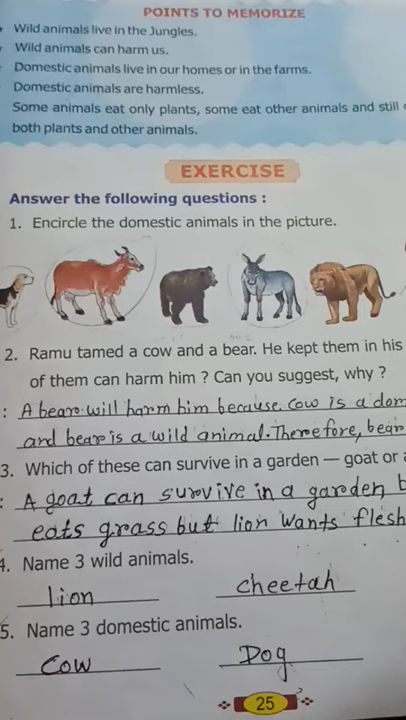 POINTS TO MEMORIZE
Wild animals live in the Jungles.
Wild animals can harm us.
Domestic animals live in our homes or in the farms.
Domestic animals are harmless.
Some animals eat only plants, some eat other animals and still
both plants and other animals.
EXERCISE
Answer the following questions :
1. Encircle the domestic animals in the picture.
2. Ramu tamed a cow and a bear. He kept them in his
of them can harm him ? Can you suggest, why ?
: A bear will harm him because cow is a dom
and bear is a wild animal. Therefore, bear
3. Which of these can survive in a garden — goat or
: A goat can survive in a garden, b
eats grass but lion wants flesh
4. Name 3 wild animals.
lion cheetah
5. Name 3 domestic animals.
Cow Dog
25